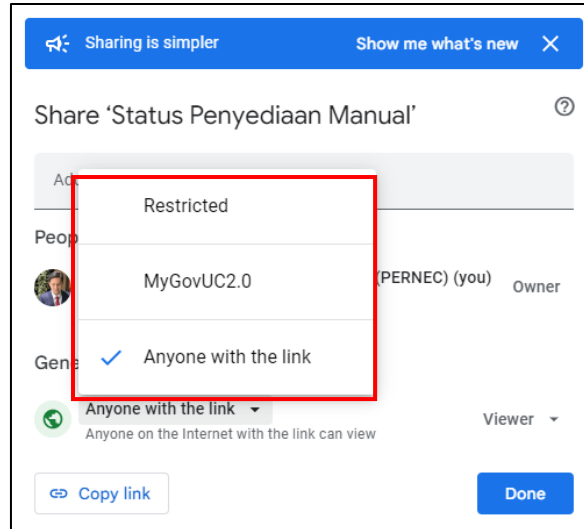 Sharing is simpler
Show me what's new
Share ‘Status Penyediaan Manual’
Restricted
(PERNEC) (you)
Owner
MyGovUC2.0
Anyone with the link
Anyone with the link
Anyone on the Internet with the link can view
Viewer
Copy link
Done